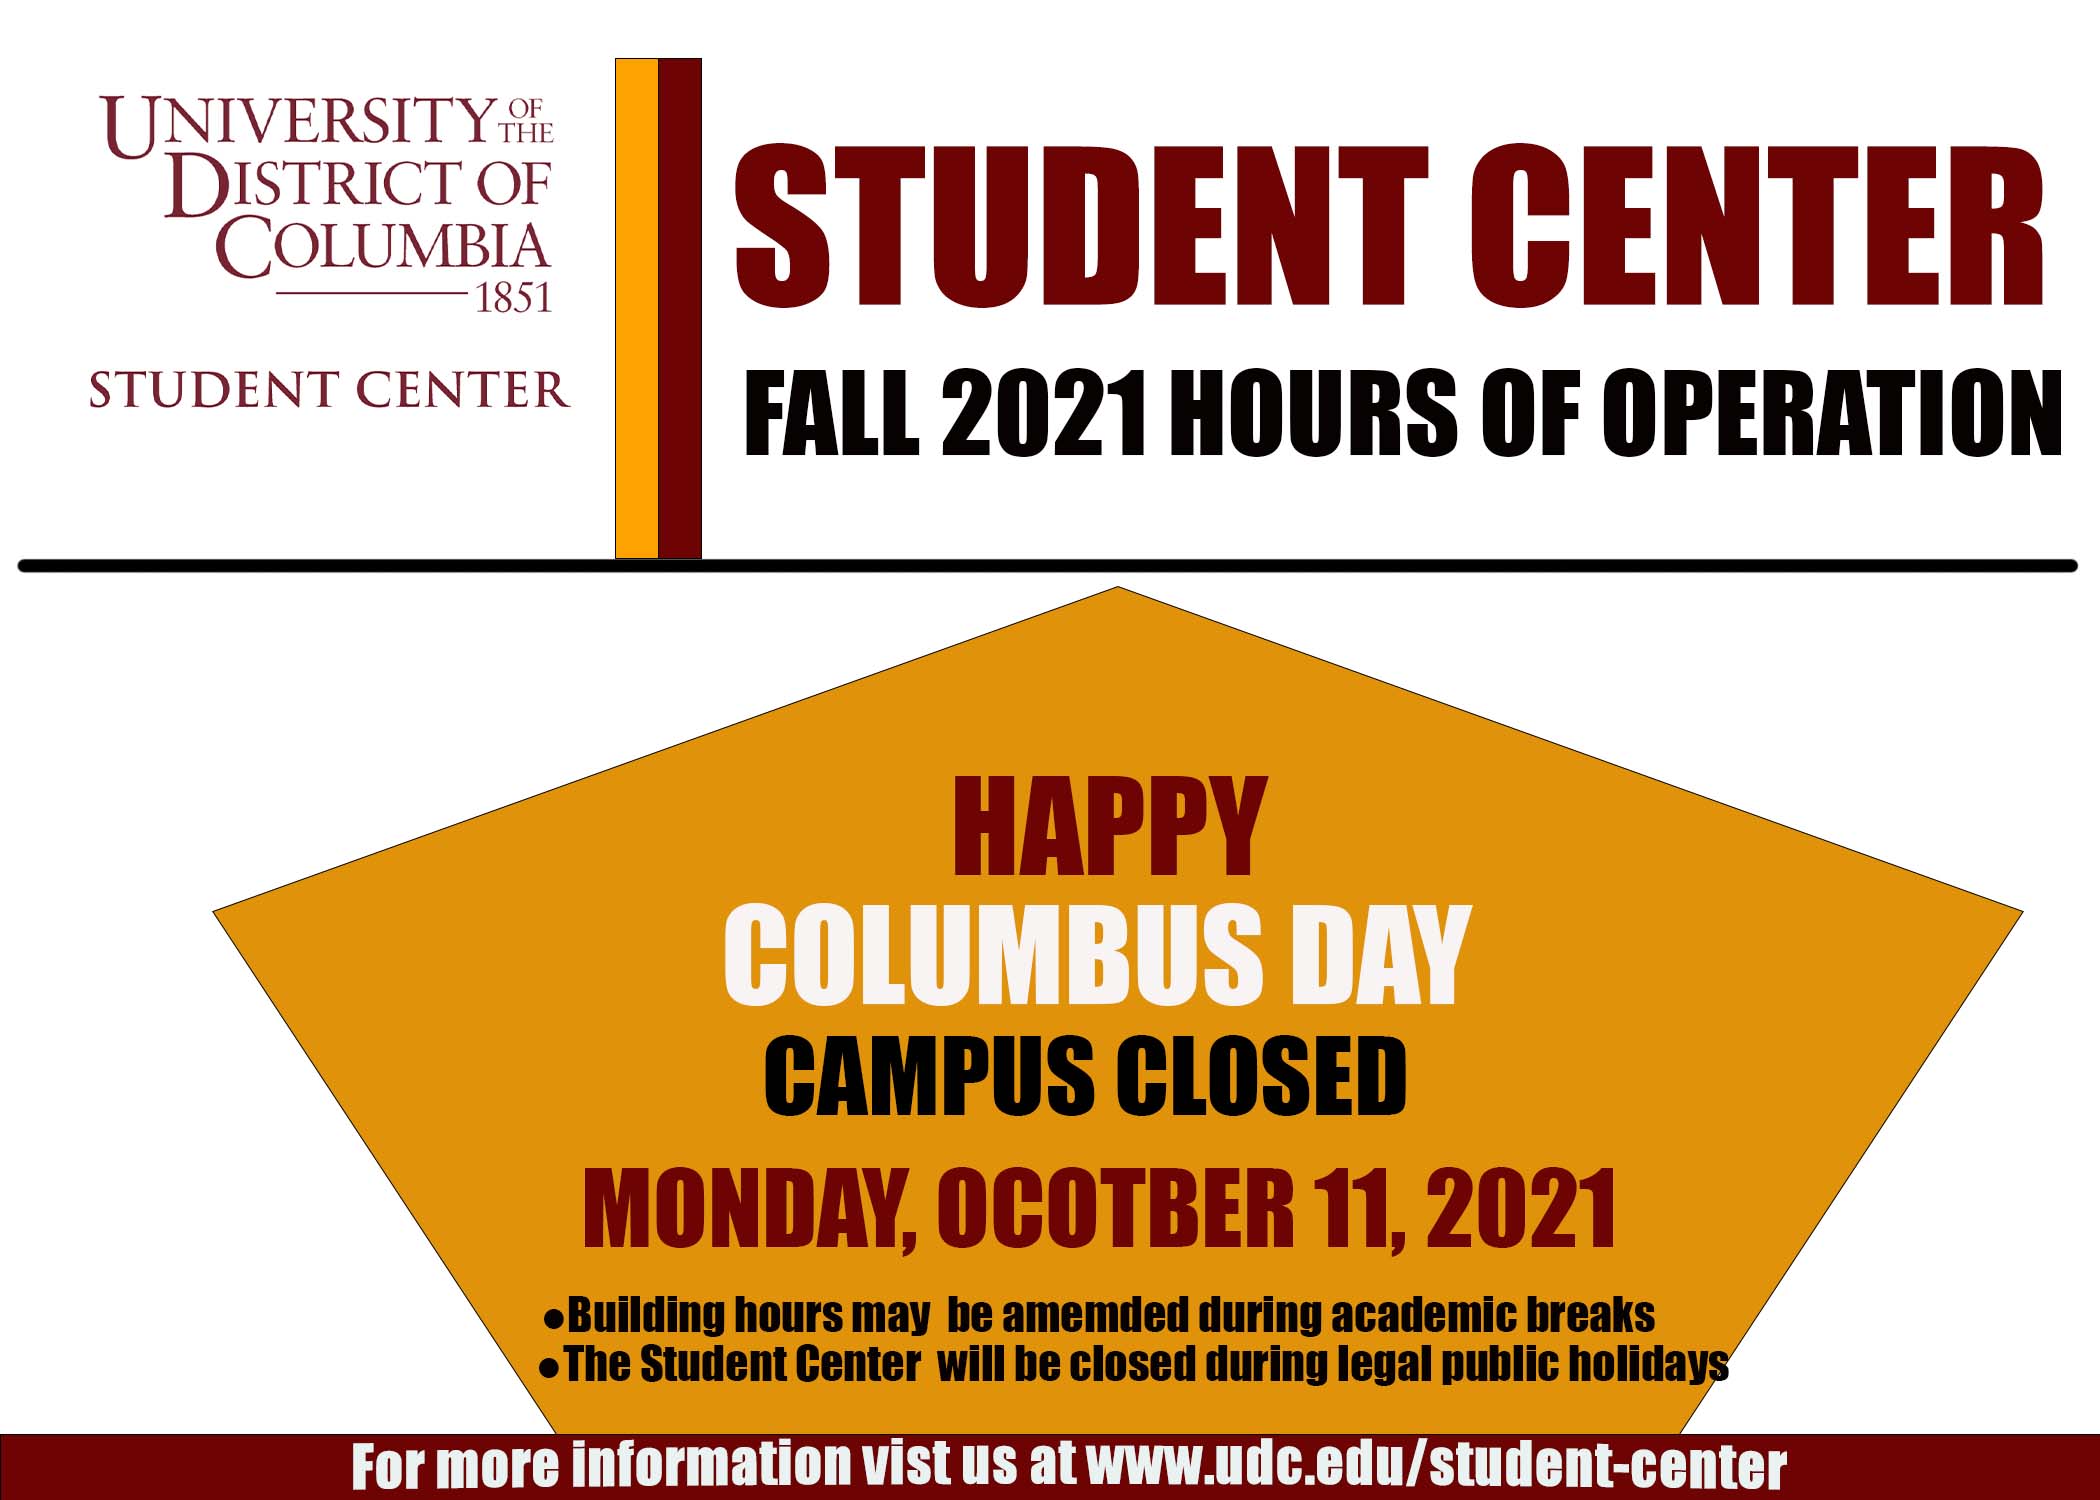 UNIVERSITY OF THE
DISTRICT OF
COLUMBIA
1851
STUDENT CENTER
STUDENT CENTER
FALL 2021 HOURS OF OPERATION
HAPPY
COLUMBUS DAY
CAMPUS CLOSED
MONDAY, OCOTBER 11, 2021
●Building hours may be amemded during academic breaks
●The Student Center will be closed during legal public holidays
For more information vist us at www.udc.edu/student-center